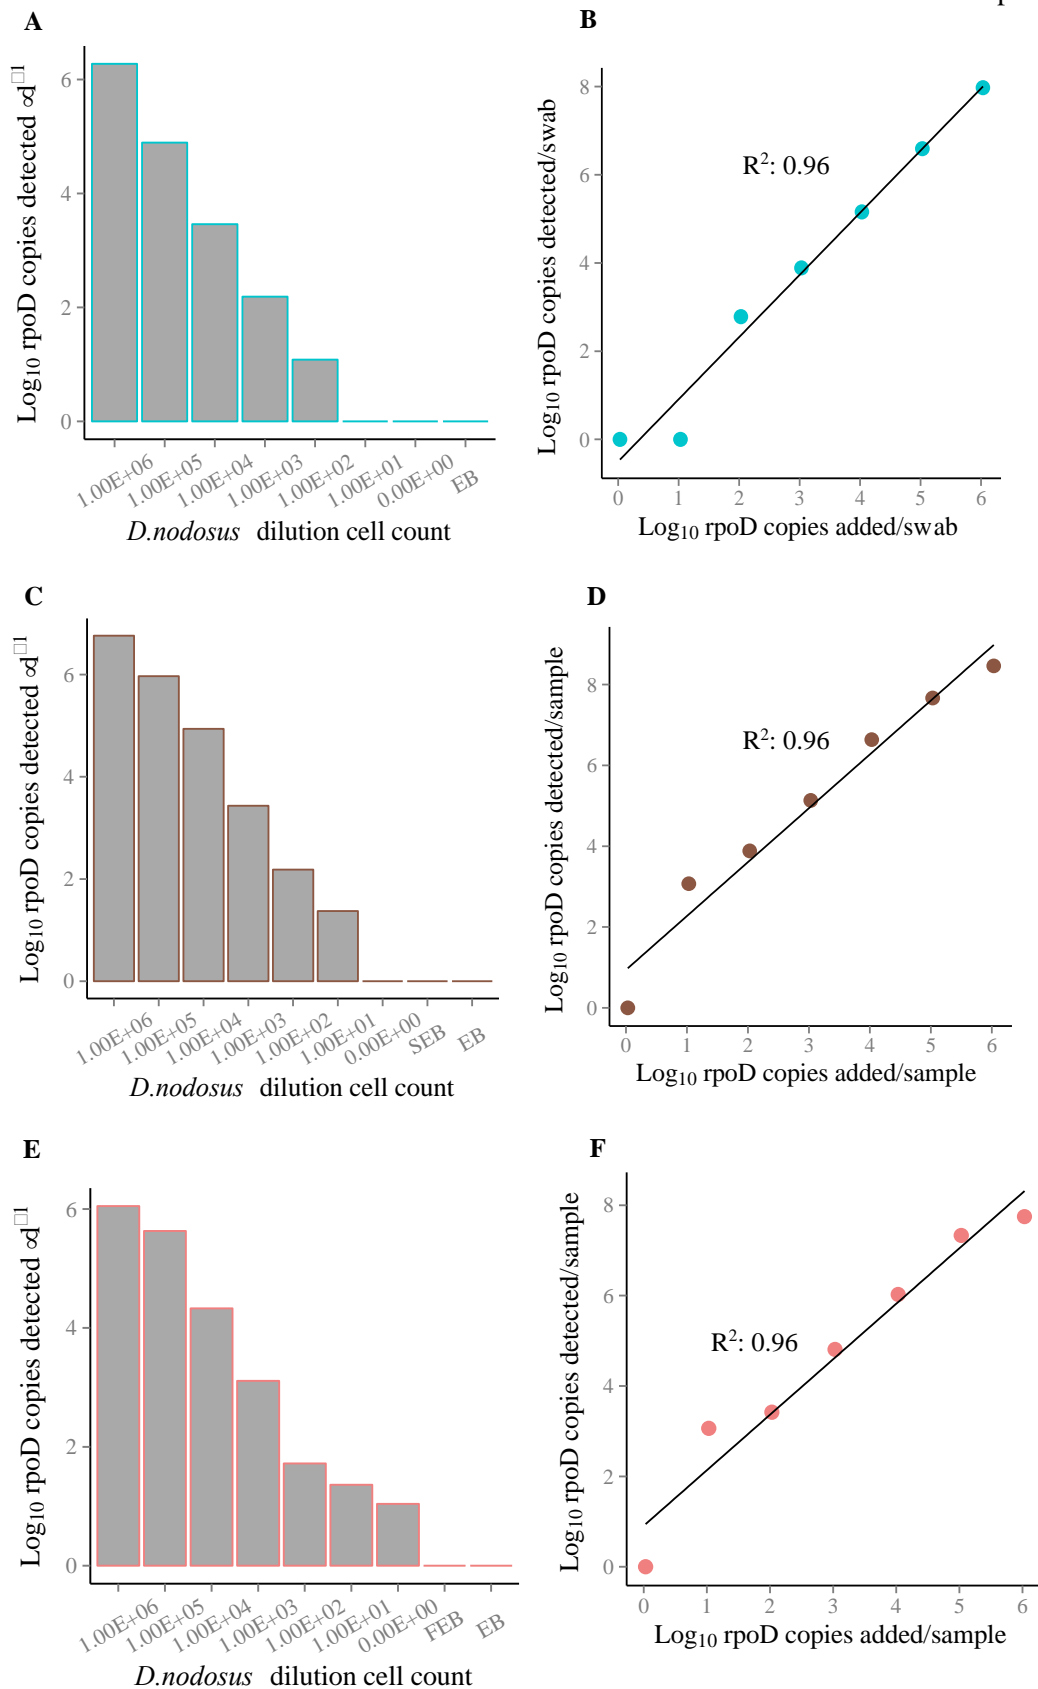 p
A
B
Log10 rpoD copies detected ∝d□1
6
4
2
0
1.00E+06
1.00E+05
1.00E+04
1.00E+03
1.00E+02
1.00E+01
0.00E+00
EB
D.nodosus dilution cell count
Log10 rpoD copies detected/swab
8
6
4
2
0
R2: 0.96
0 1 2 3 4 5 6
Log10 rpoD copies added/swab
C
D
Log10 rpoD copies detected ∝d□1
6
4
2
0
1.00E+06
1.00E+05
1.00E+04
1.00E+03
1.00E+02
1.00E+01
0.00E+00
SEB
EB
D.nodosus dilution cell count
Log10 rpoD copies detected/sample
8
6
4
2
0
R2: 0.96
0 1 2 3 4 5 6
Log10 rpoD copies added/sample
E
F
Log10 rpoD copies detected ∝d□1
6
4
2
0
1.00E+06
1.00E+05
1.00E+04
1.00E+03
1.00E+02
1.00E+01
0.00E+00
FEB
EB
D.nodosus dilution cell count
Log10 rpoD copies detected/sample
8
6
4
2
0
R2: 0.96
0 1 2 3 4 5 6
Log10 rpoD copies added/sample